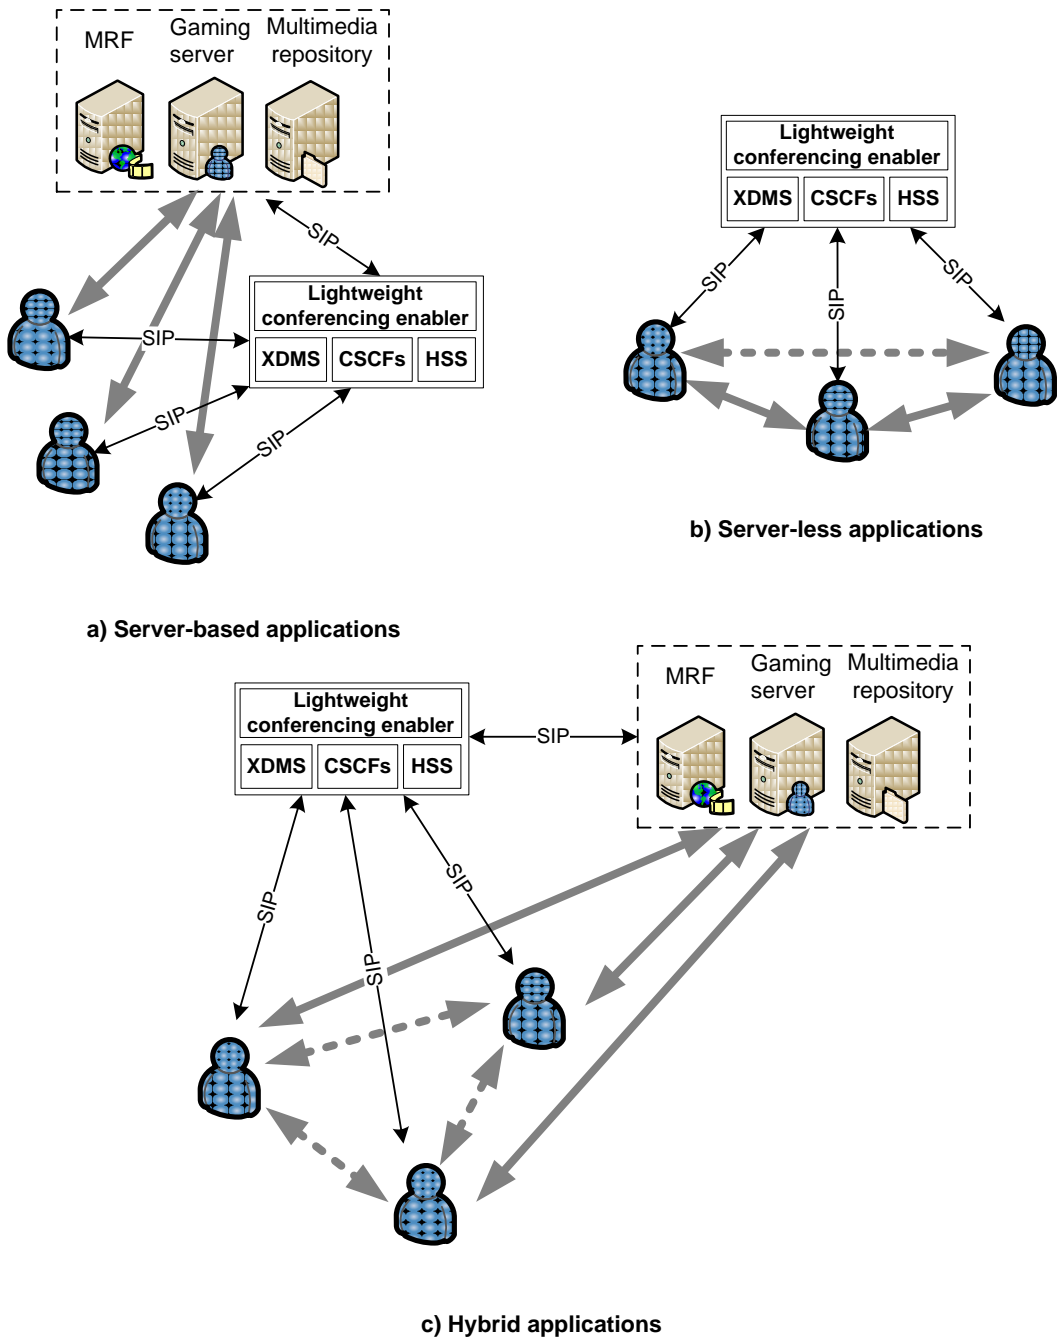 MRF
Gaming server
Multimedia repository
SIP
Lightweight
conferencing enabler
XDMS
CSCFs
HSS
SIP
SIP
SIP
a) Server-based applications
Lightweight
conferencing enabler
XDMS
CSCFs
HSS
SIP
SIP
SIP
b) Server-less applications
Lightweight
conferencing enabler
XDMS
CSCFs
HSS
SIP
MRF
Gaming server
Multimedia repository
SIP
SIP
SIP
c) Hybrid applications